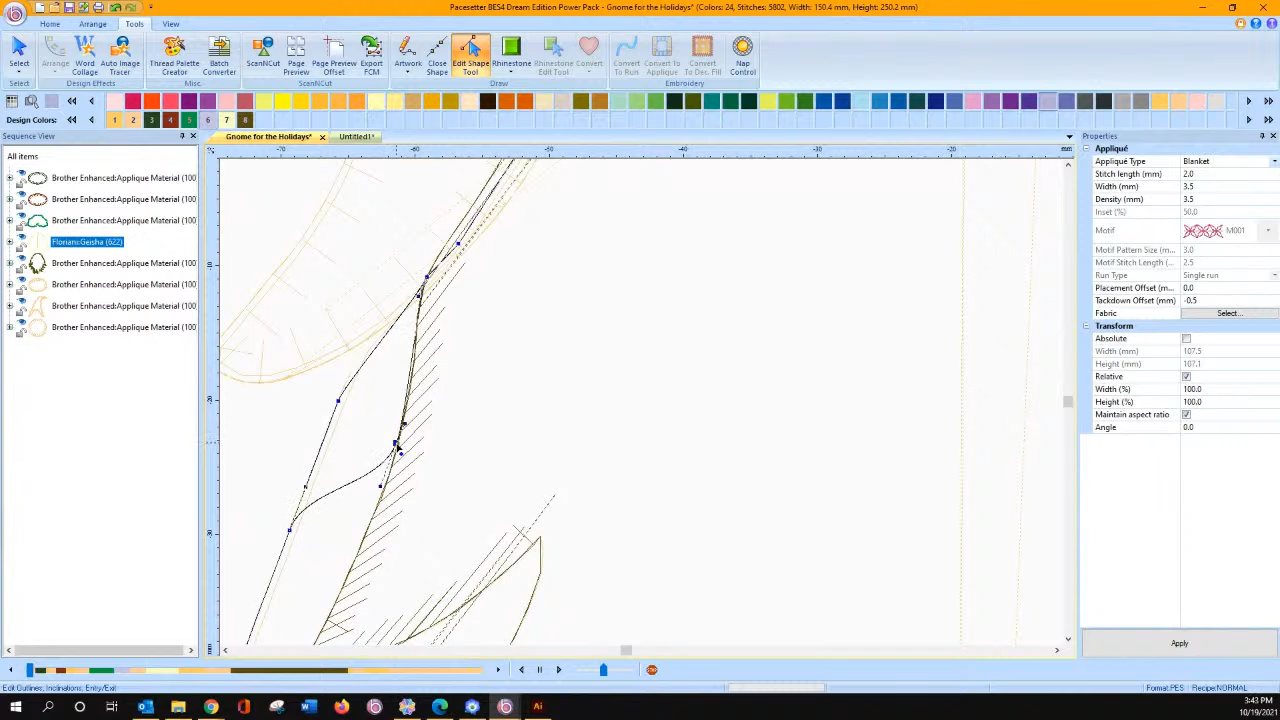 Pacesetter BES4 Dream Edition Power Pack - Gnome for the Holidays* (Colors: 24, Stitches: 5802, Width: 150.4 mm, Height: 250.2 mm)
Home Arrange Tools View
Select
Arrange
Word Collage
Auto Image Tracer
Thread Palette Creator
Batch Converter
ScanNCut
Page Preview
Page Preview Offset
Export FCM
Artwork
Close Shape
Edit Shape Tool
Rhinestone
Rhinestone Edit Tool
Convert
Convert To Run
Convert To Applique
Convert To Dec. Fill
Nap Control
Select Design Effects Misc. ScanNCut Draw Embroidery
Design Colors: 1 2 3 4 5 6 7 8
Sequence View
Gnome for the Holidays* Untitled1*
Properties
All items
Brother Enhanced:Applique Material (100
Brother Enhanced:Applique Material (100
Brother Enhanced:Applique Material (100
Floriani:Geisha (622)
Brother Enhanced:Applique Material (100
Brother Enhanced:Applique Material (100
Brother Enhanced:Applique Material (100
Brother Enhanced:Applique Material (100
-70 -60 -50 -40 -30 -20 mm
Appliqué
Appliqué Type Blanket
Stitch length (mm) 2.0
Width (mm) 3.5
Density (mm) 3.5
Inset (%) 50.0
Motif M001
Motif Pattern Size (m... 3.0
Motif Stitch Length (... 2.5
Run Type Single run
Placement Offset (m... 0.0
Tackdown Offset (mm) -0.5
Fabric Select...
Transform
Absolute
Width (mm) 107.5
Height (mm) 107.1
Relative
Width (%) 100.0
Height (%) 100.0
Maintain aspect ratio
Angle 0.0
Apply
STOP
Edit Outlines, Inclinations, Entry/Exit
Format:PES Recipe:NORMAL
3:43 PM
10/19/2021